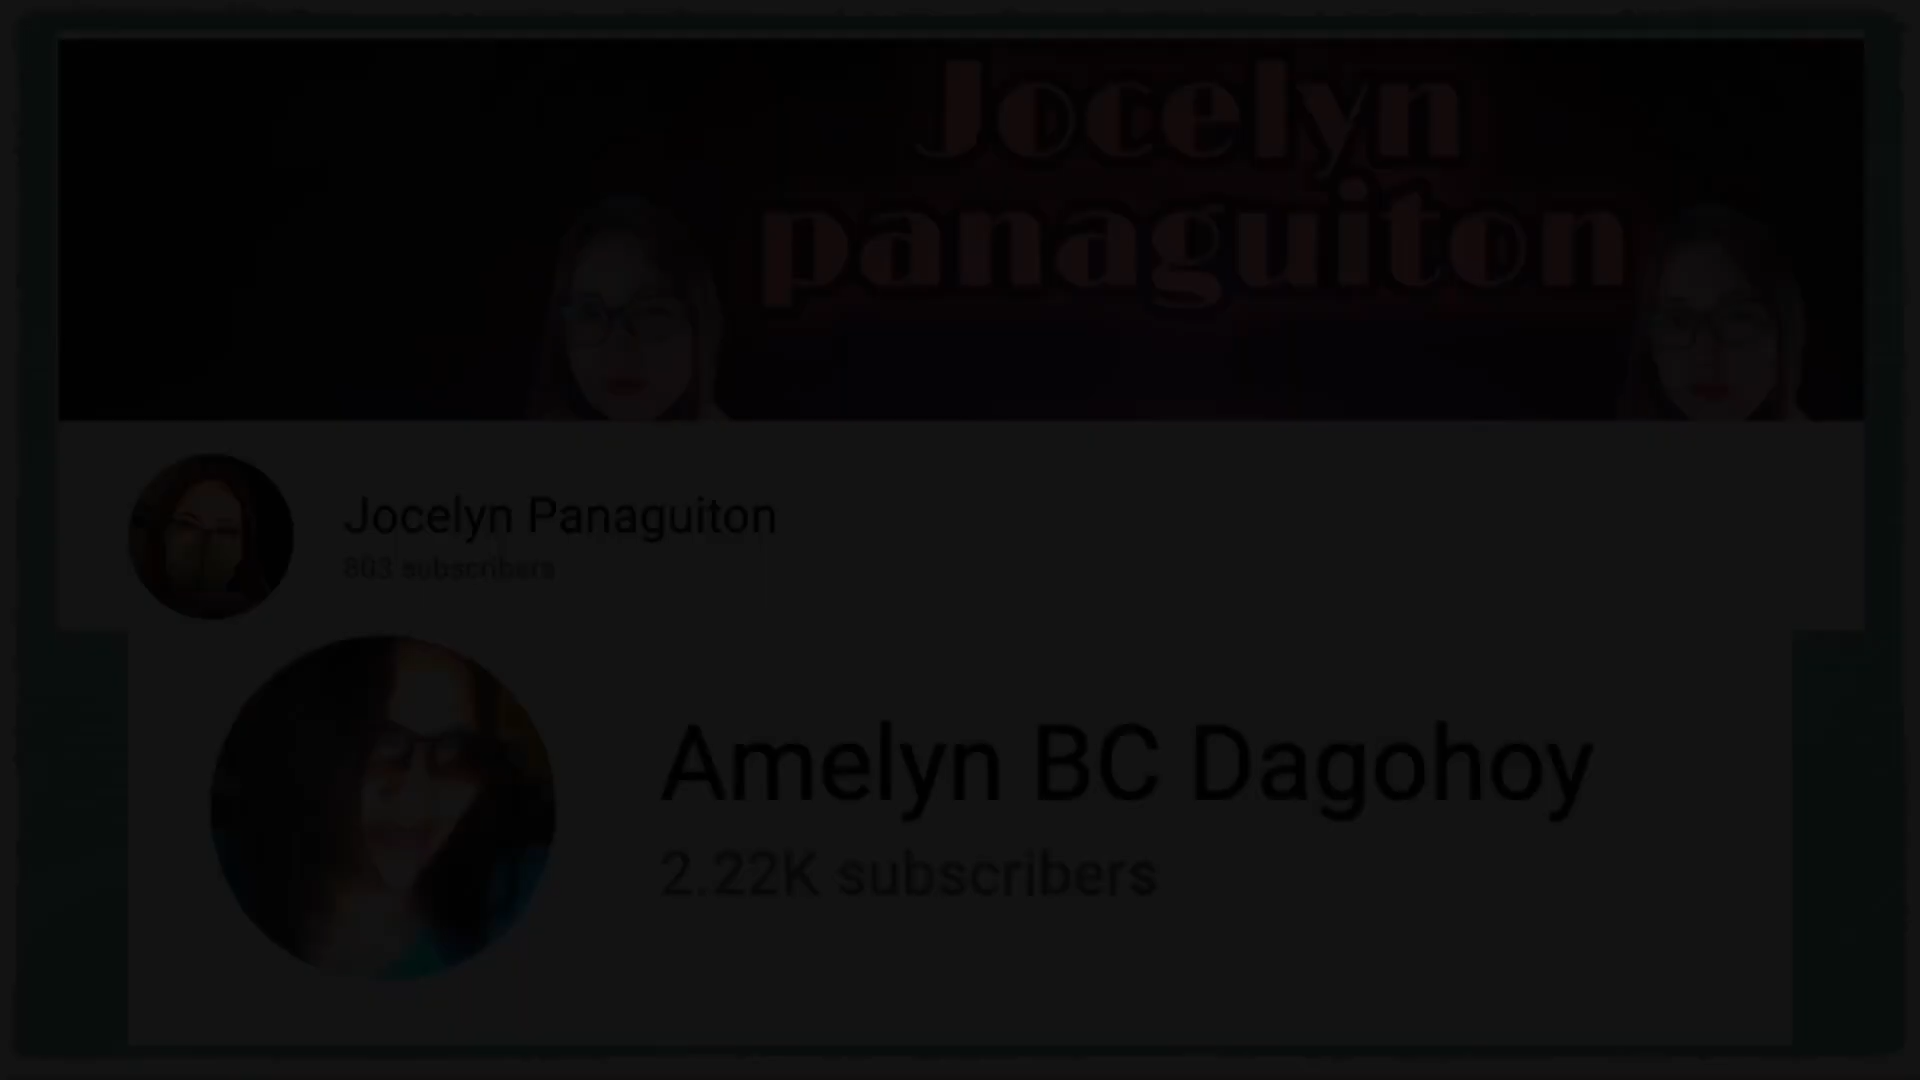 Jocelyn
panaguiton
Jocelyn Panaguiton
803 subscribers
Amelyn BC Dagohoy
2.22K subscribers